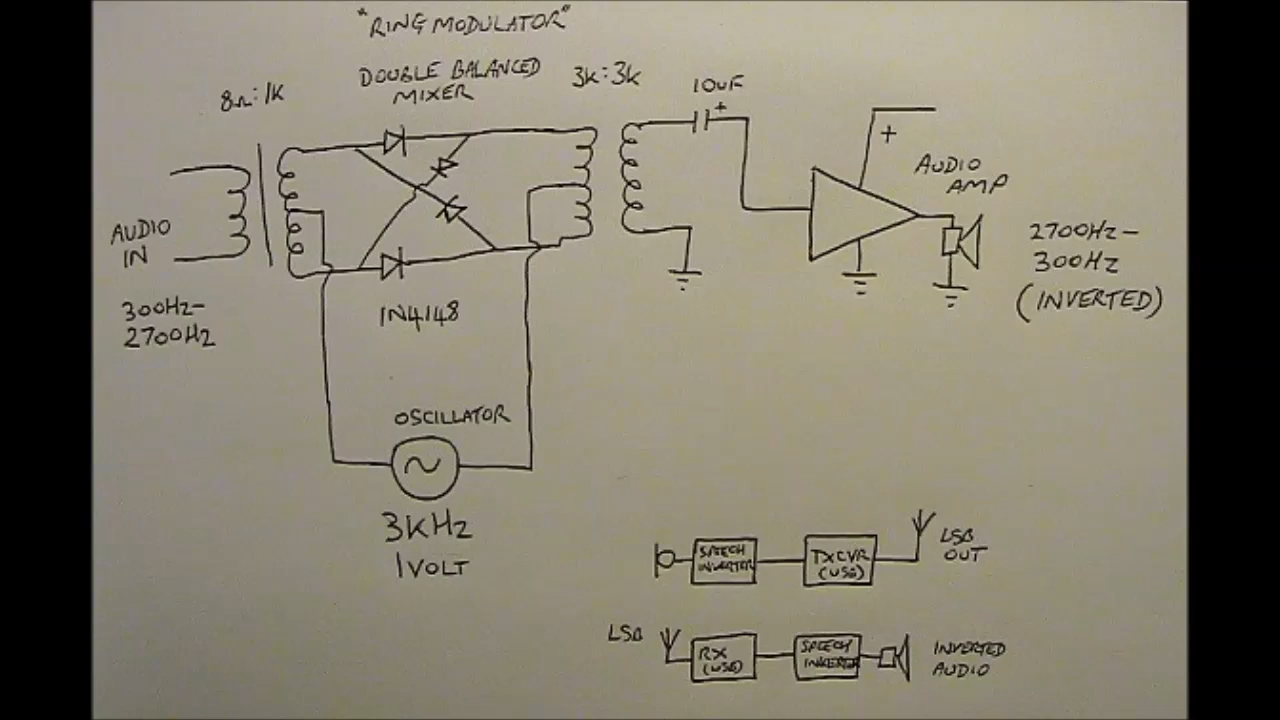 "RING MODULATOR"
DOUBLE BALANCED
MIXER
8Ω:1K
3K:3K
10UF
+
+
AUDIO
AMP
AUDIO
IN
300HZ-
2700HZ
1N4148
2700HZ-
300HZ
(INVERTED)
OSCILLATOR
3KHZ
1VOLT
SPEECH
INVERTER
TXCVR
(USB)
LSB
OUT
LSB
RX
(USB)
SPEECH
INVERTER
INVERTED
AUDIO